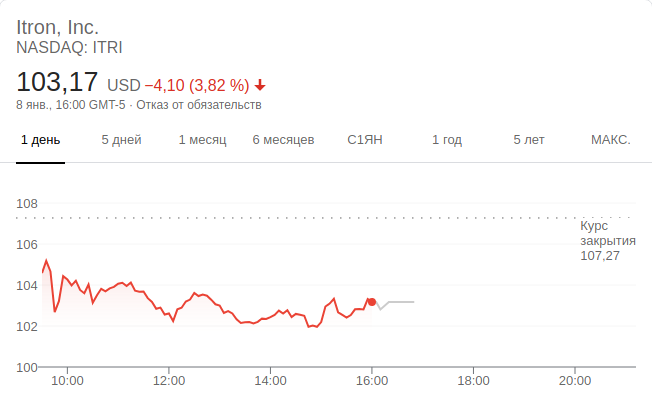 Itron, Inc.
NASDAQ: ITRI
103,17 USD −4,10 (3,82 %)
8 янв., 16:00 GMT-5 · Отказ от обязательств
1 день 5 дней 1 месяц 6 месяцев С1ЯН 1 год 5 лет МАКС.
108
Курс
закрытия
107,27
106
104
102
100
10:00 12:00 14:00 16:00 18:00 20:00